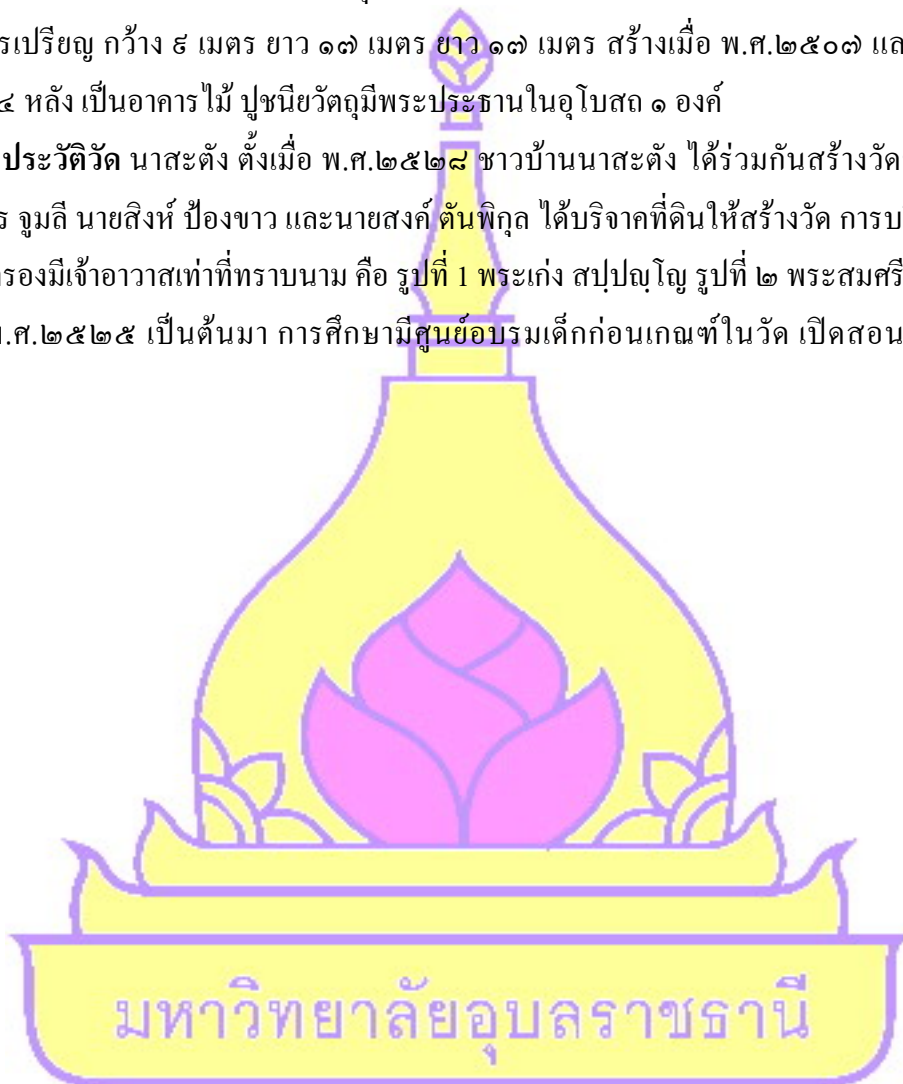 รเปรียญ กว้าง ๙ เมตร ยาว ๑๗ เมตร ยาว ๑๗ เมตร สร้างเมื่อ พ.ศ.๒๕๐๗ และ
๔ หลัง เป็นอาคารไม้ ปูชนียวัตถุมีพระประธานในอุโบสถ ๑ องค์
ประวัติวัด นาสะตัง ตั้งเมื่อ พ.ศ.๒๕๒๘ ชาวบ้านนาสะตัง ได้ร่วมกันสร้างวัด
ร จูมลี นายสิงห์ ป้องขาว และนายสงค์ ตันพิกุล ได้บริจาคที่ดินให้สร้างวัด การบ
ครองมีเจ้าอาวาสเท่าที่ทราบนาม คือ รูปที่ 1 พระเก่ง สปฺปญฺโญ รูปที่ ๒ พระสมศรี
พ.ศ.๒๕๒๕ เป็นต้นมา การศึกษามีศูนย์อบรมเด็กก่อนเกณฑ์ในวัด เปิดสอน
มหาวิทยาลัยอุบลราชธานี